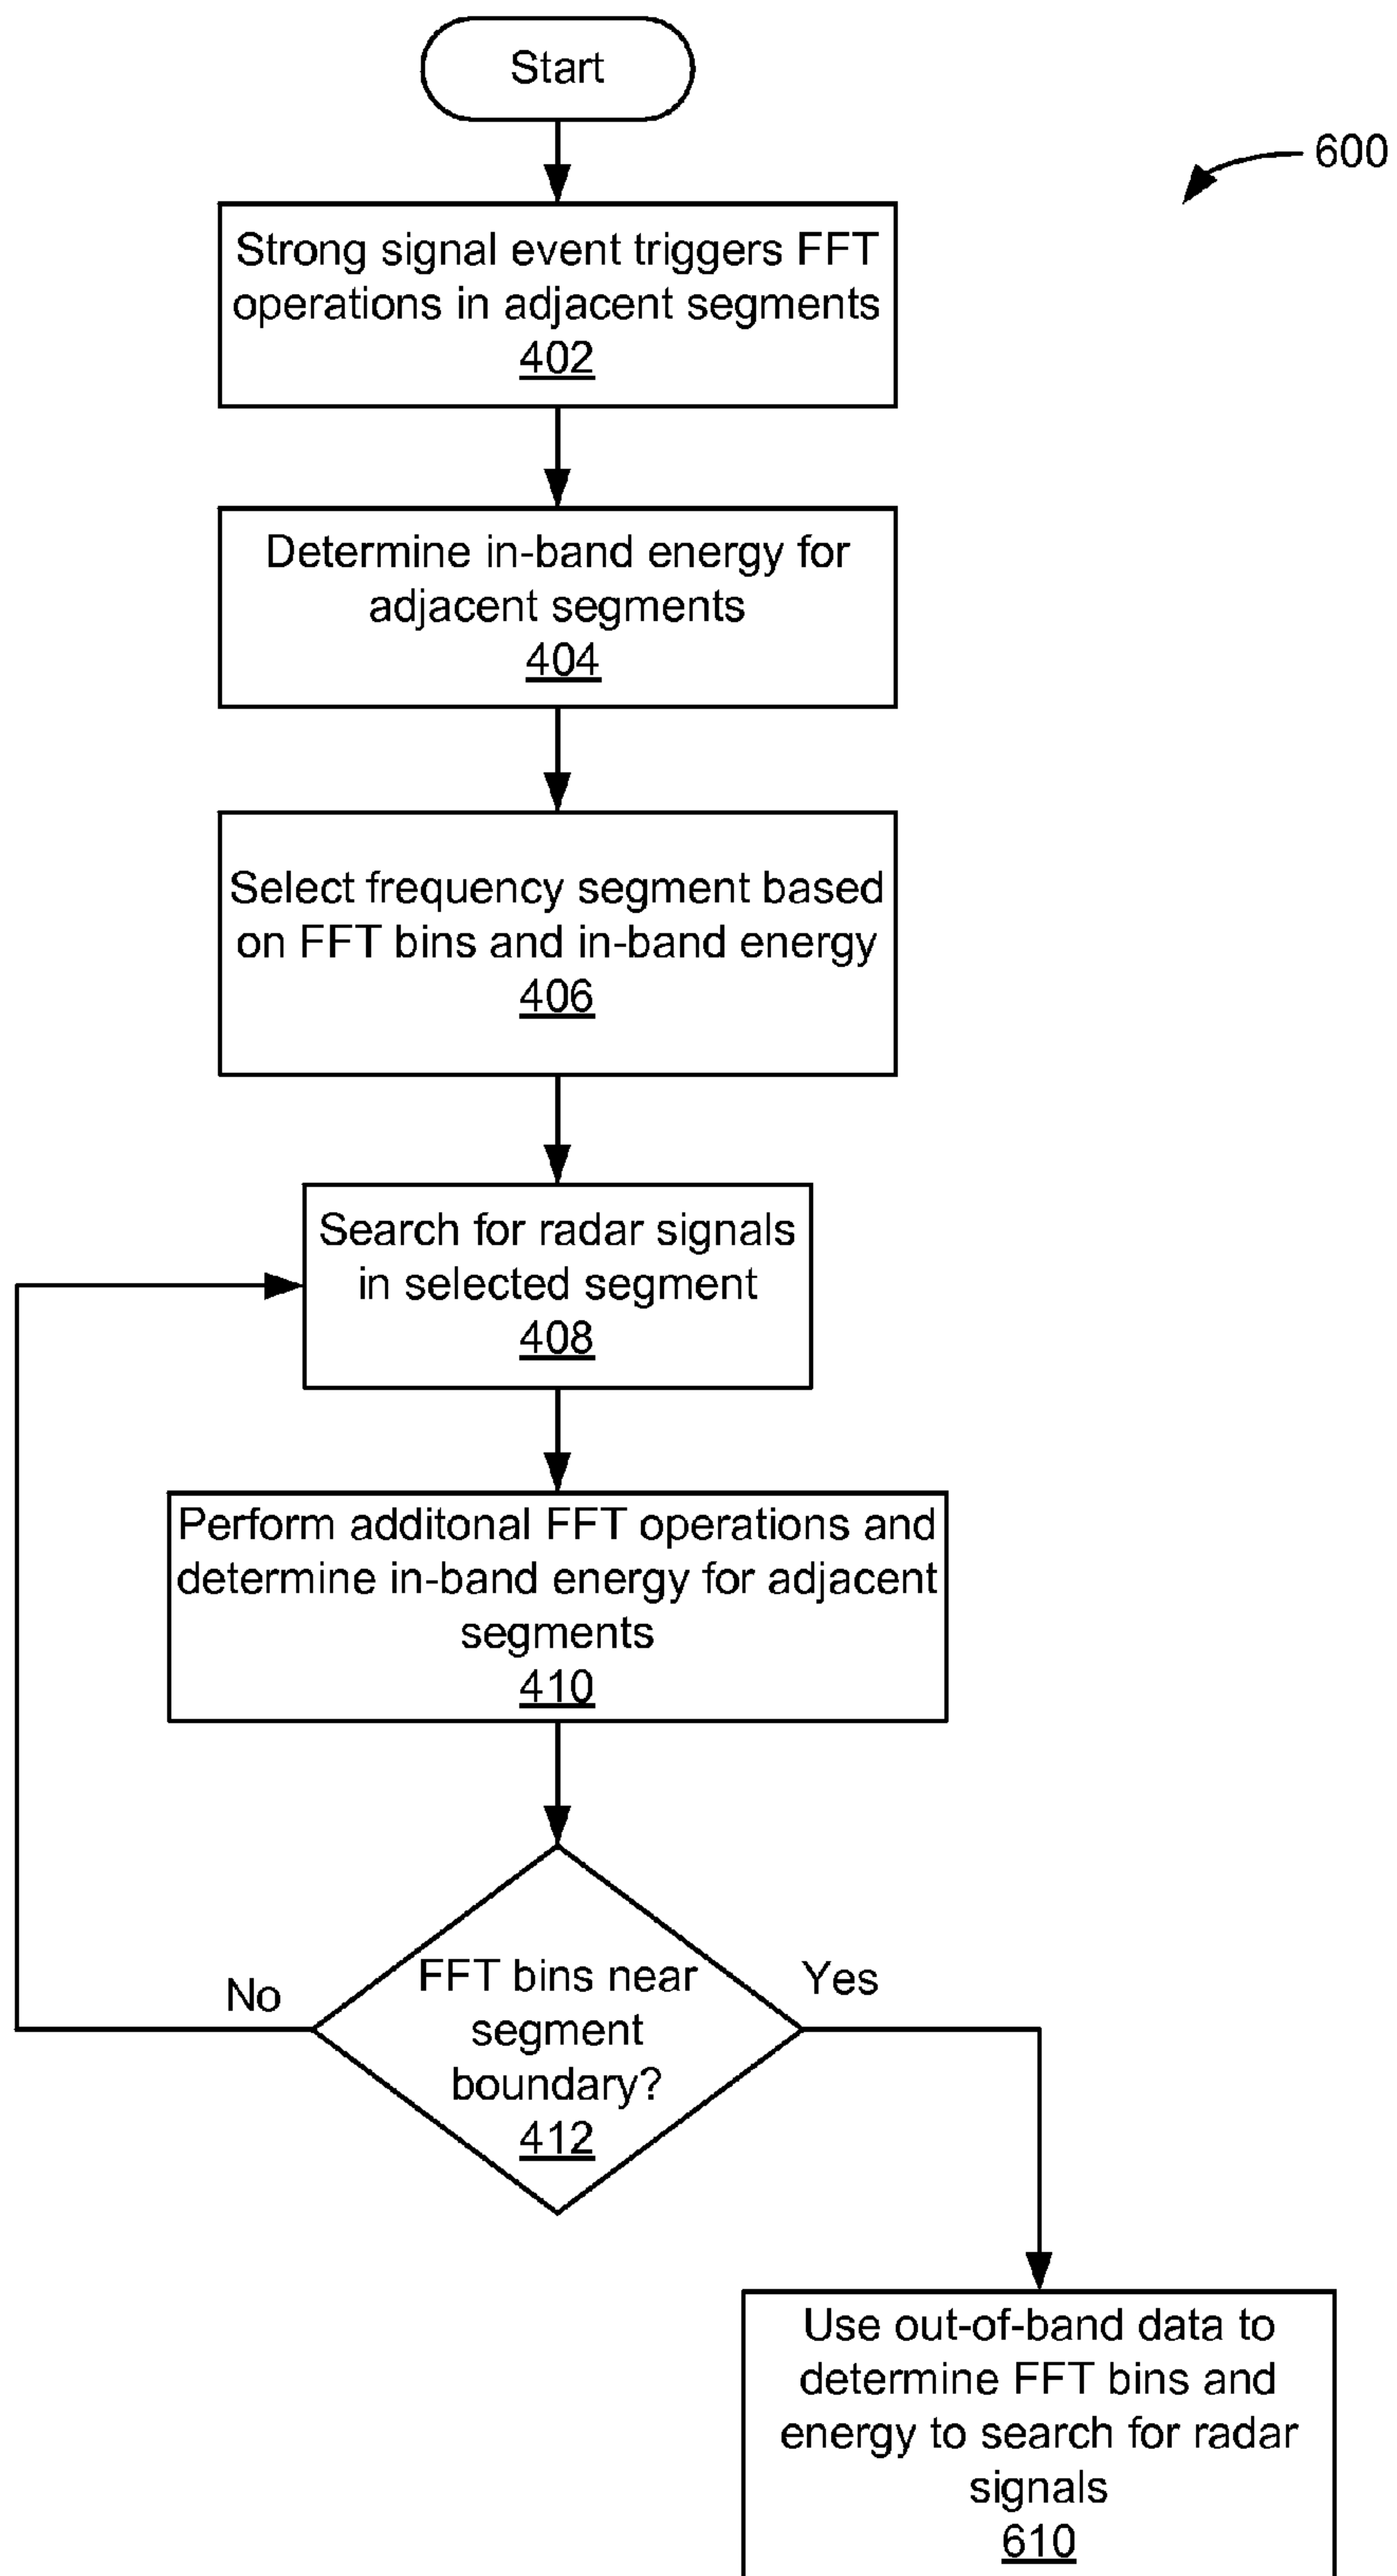 Start
600
Strong signal event triggers FFT
operations in adjacent segments
402
Determine in-band energy for
adjacent segments
404
Select frequency segment based
on FFT bins and in-band energy
406
Search for radar signals
in selected segment
408
Perform additonal FFT operations and
determine in-band energy for adjacent
segments
410
FFT bins near
segment
boundary?
412
No
Yes
Use out-of-band data to
determine FFT bins and
energy to search for radar
signals
610